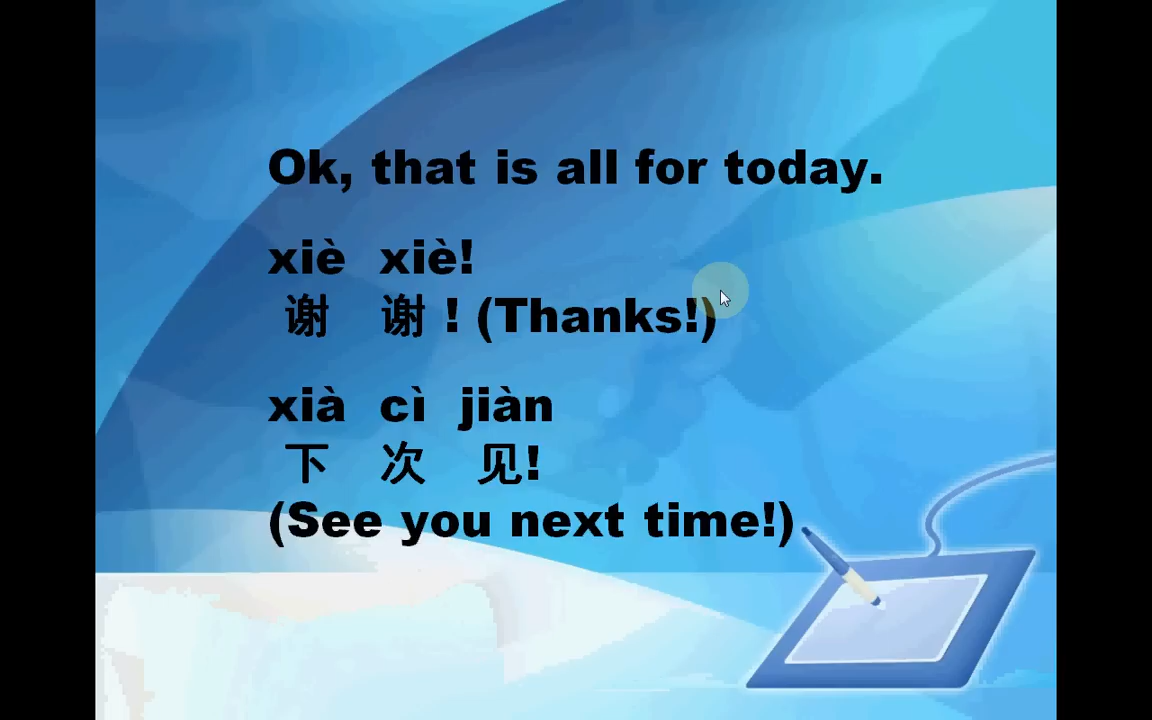 Ok, that is all for today.
xiè xiè!
谢 谢 ! (Thanks!)
xià cì jiàn
下 次 见!
(See you next time!)